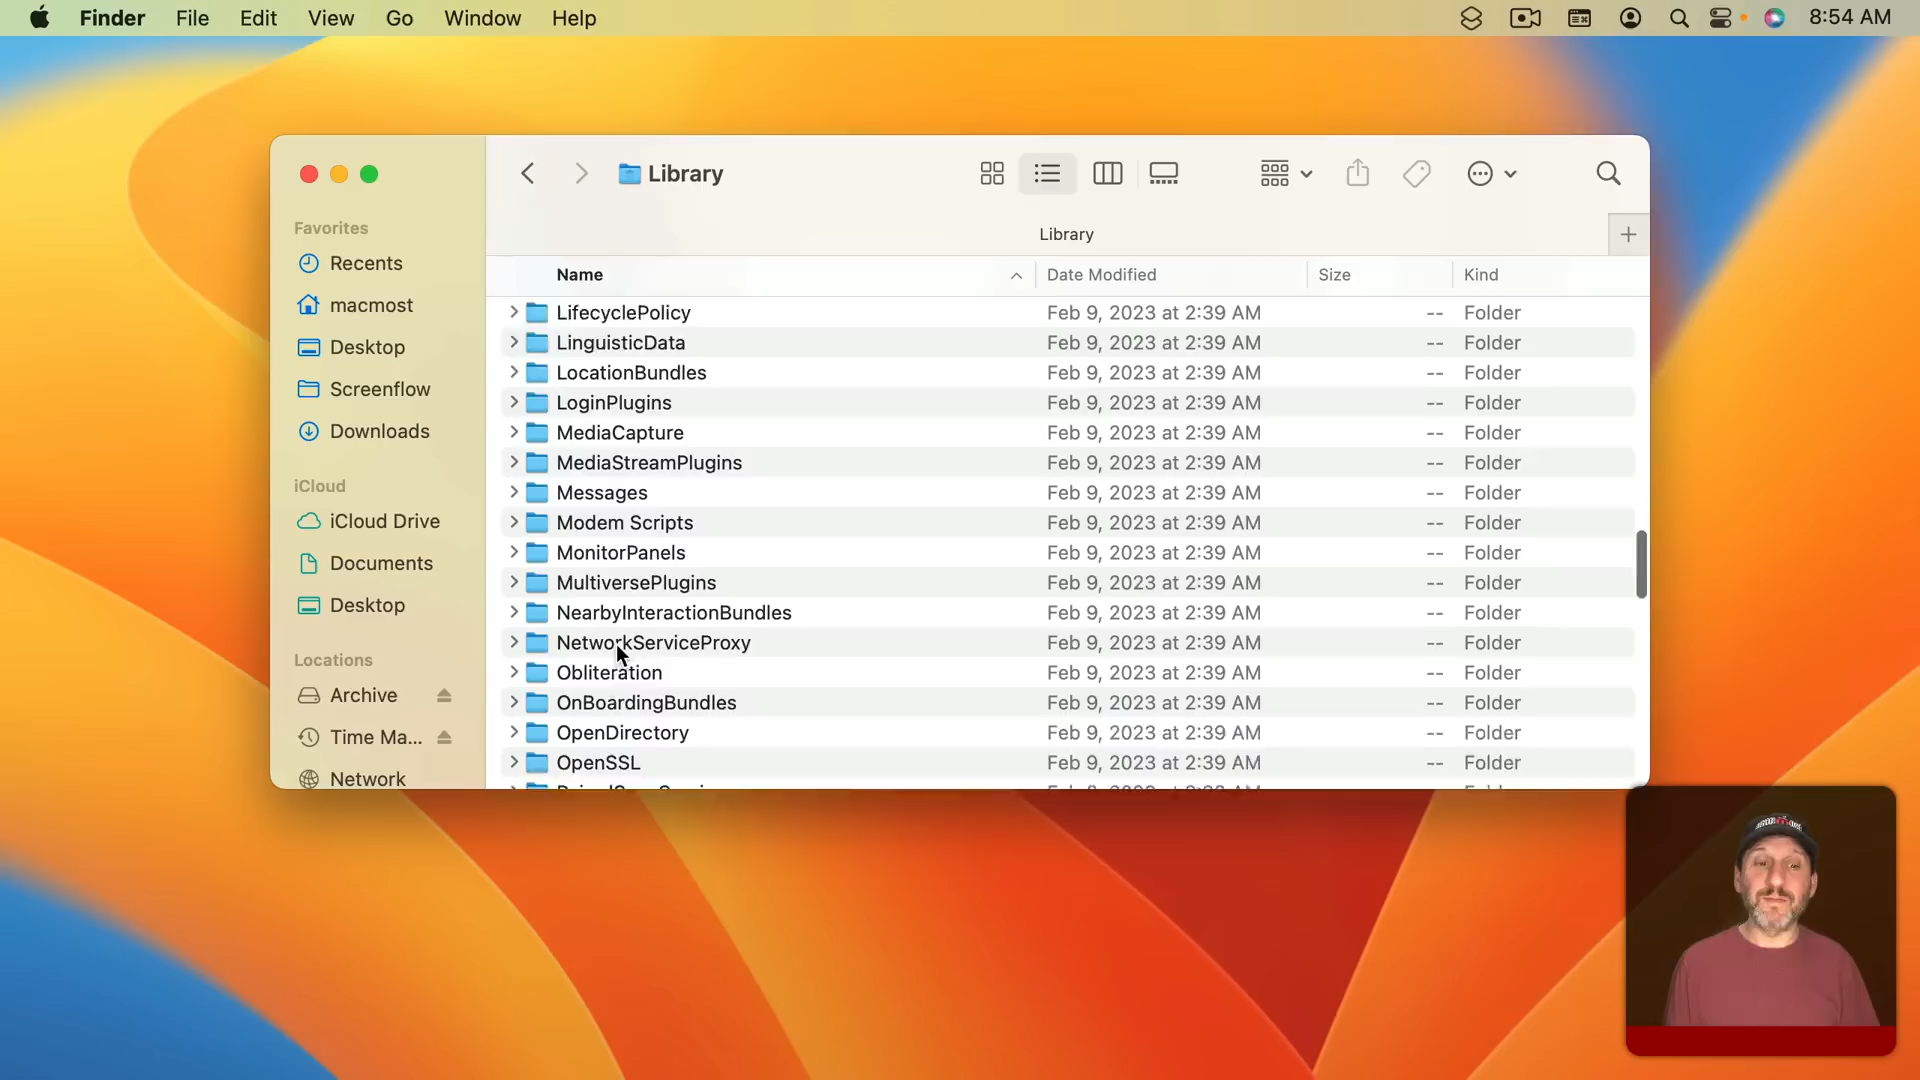 Finder File Edit View Go Window Help 8:54 AM
Library
Library
Favorites
Recents
macmost
Desktop
Screenflow
Downloads
iCloud
iCloud Drive
Documents
Desktop
Locations
Archive
Time Ma...
Network
Name Date Modified Size Kind
LifecyclePolicy Feb 9, 2023 at 2:39 AM -- Folder
LinguisticData Feb 9, 2023 at 2:39 AM -- Folder
LocationBundles Feb 9, 2023 at 2:39 AM -- Folder
LoginPlugins Feb 9, 2023 at 2:39 AM -- Folder
MediaCapture Feb 9, 2023 at 2:39 AM -- Folder
MediaStreamPlugins Feb 9, 2023 at 2:39 AM -- Folder
Messages Feb 9, 2023 at 2:39 AM -- Folder
Modem Scripts Feb 9, 2023 at 2:39 AM -- Folder
MonitorPanels Feb 9, 2023 at 2:39 AM -- Folder
MultiversePlugins Feb 9, 2023 at 2:39 AM -- Folder
NearbyInteractionBundles Feb 9, 2023 at 2:39 AM -- Folder
NetworkServiceProxy Feb 9, 2023 at 2:39 AM -- Folder
Obliteration Feb 9, 2023 at 2:39 AM -- Folder
OnBoardingBundles Feb 9, 2023 at 2:39 AM -- Folder
OpenDirectory Feb 9, 2023 at 2:39 AM -- Folder
OpenSSL Feb 9, 2023 at 2:39 AM -- Folder